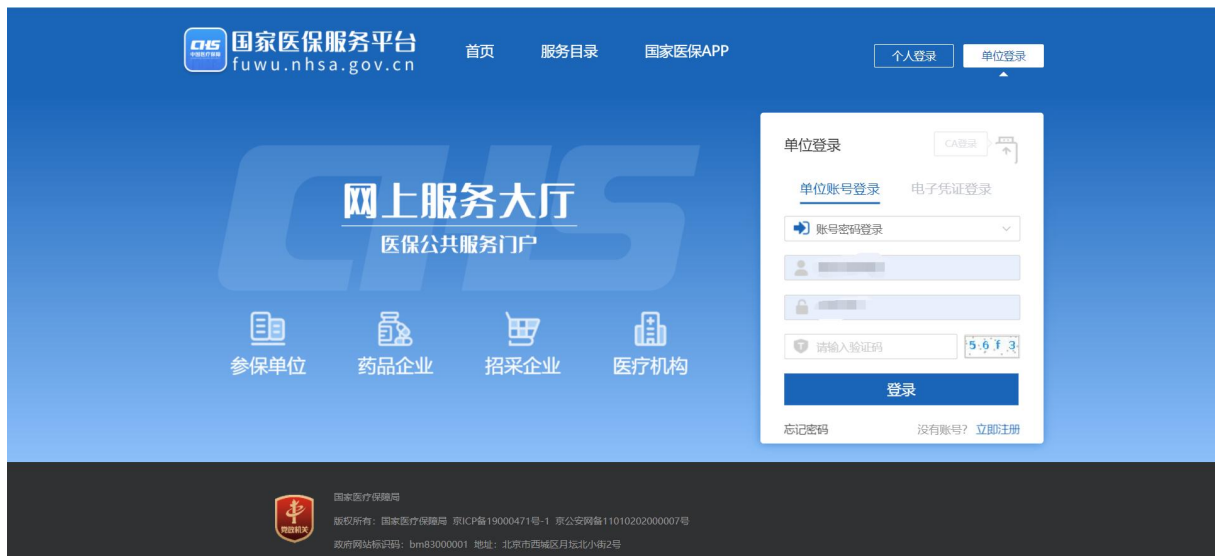 CHS 国家医保服务平台
fuwu.nhsa.gov.cn
首页 服务目录 国家医保APP
个人登录 单位登录
网上服务大厅
医保公共服务门户
参保单位 药品企业 招采企业 医疗机构
单位登录 CA登录
单位账号登录 电子凭证登录
账号密码登录
请输入验证码 5 6 f 3
登录
忘记密码 没有账号? 立即注册
党政机关
国家医疗保障局
版权所有: 国家医疗保障局 京ICP备19000471号-1 京公安网备11010202000007号
政府网站标识码: bm83000001 地址: 北京市西城区月坛北小街2号